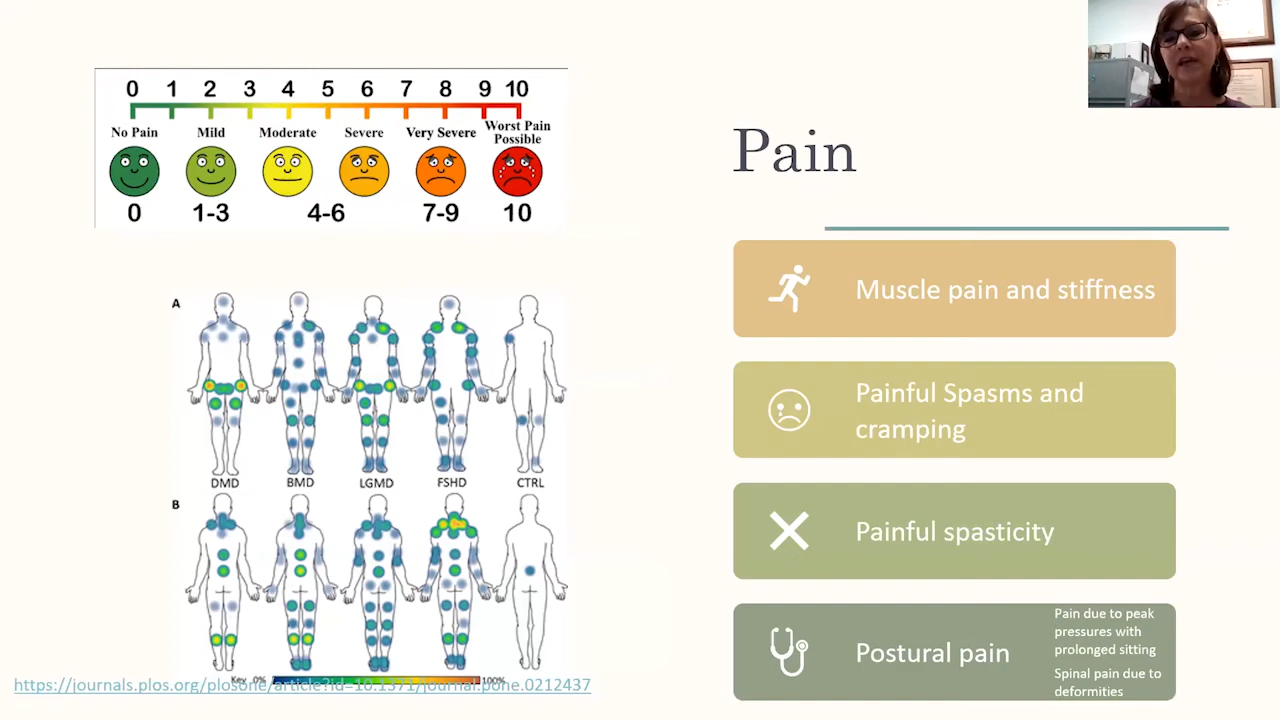 0 1 2 3 4 5 6 7 8 9 10
No Pain Mild Moderate Severe Very Severe Worst Pain
Possible
0 1-3 4-6 7-9 10
A
DMD BMD LGMD FSHD CTRL
B
Key 0% 100%
https://journals.plos.org/plosone/article?id=10.1371/journal.pone.0212437
Pain
Muscle pain and stiffness
Painful Spasms and
cramping
Painful spasticity
Postural pain
Pain due to peak
pressures with
prolonged sitting
Spinal pain due to
deformities